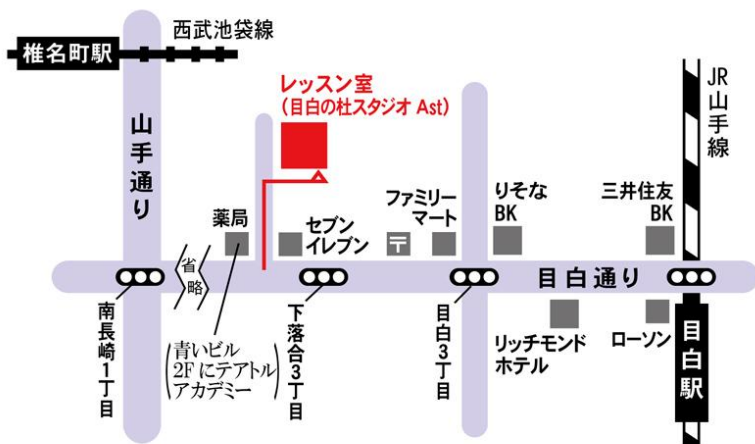 西武池袋線
椎名町駅
山手通り
レッスン室
（目白の杜スタジオ Ast）
JR山手線
薬局
セブン
イレブン
〒
ファミリー
マート
りそな
BK
三井住友
BK
省略
目白通り
南長崎1丁目
（青いビル
2Fにテアトル
アカデミー）
下落合3丁目
目白3丁目
リッチモンド
ホテル
ローソン
目白駅